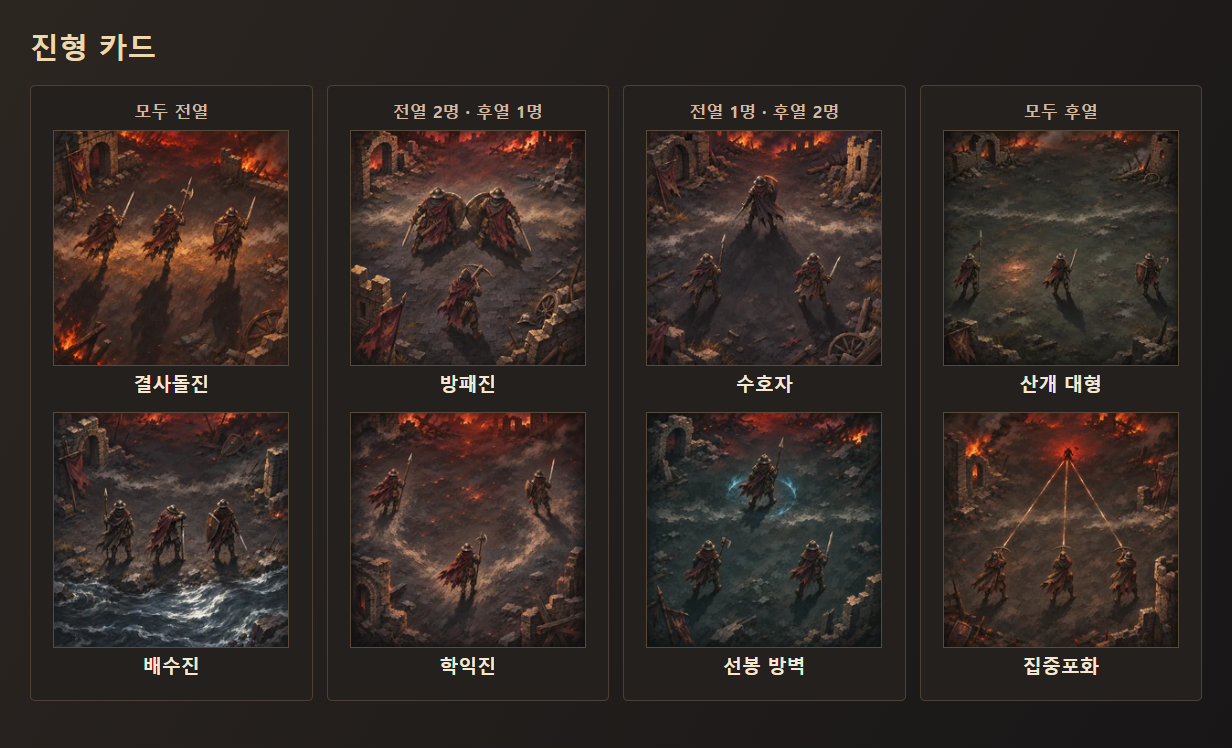 진형 카드
모두 전열
전열 2명 · 후열 1명
전열 1명 · 후열 2명
모두 후열
결사돌진
방패진
수호자
산개 대형
배수진
학익진
선봉 방벽
집중포화